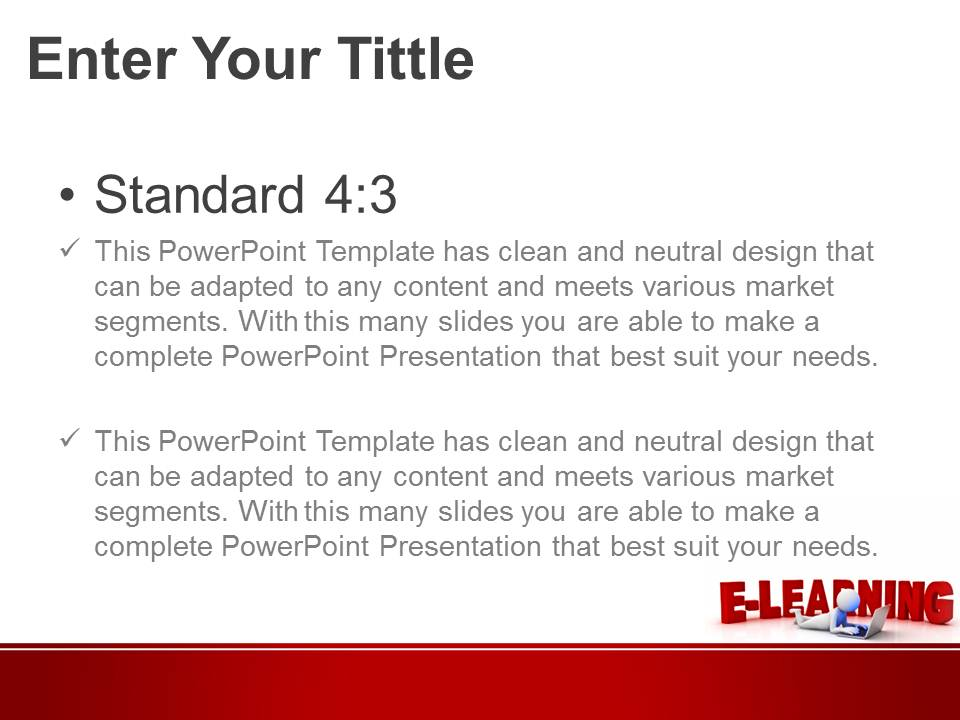 Enter Your Tittle
• Standard 4:3
✓ This PowerPoint Template has clean and neutral design that
can be adapted to any content and meets various market
segments. With this many slides you are able to make a
complete PowerPoint Presentation that best suit your needs.
✓ This PowerPoint Template has clean and neutral design that
can be adapted to any content and meets various market
segments. With this many slides you are able to make a
complete PowerPoint Presentation that best suit your needs.
E-LEARNING